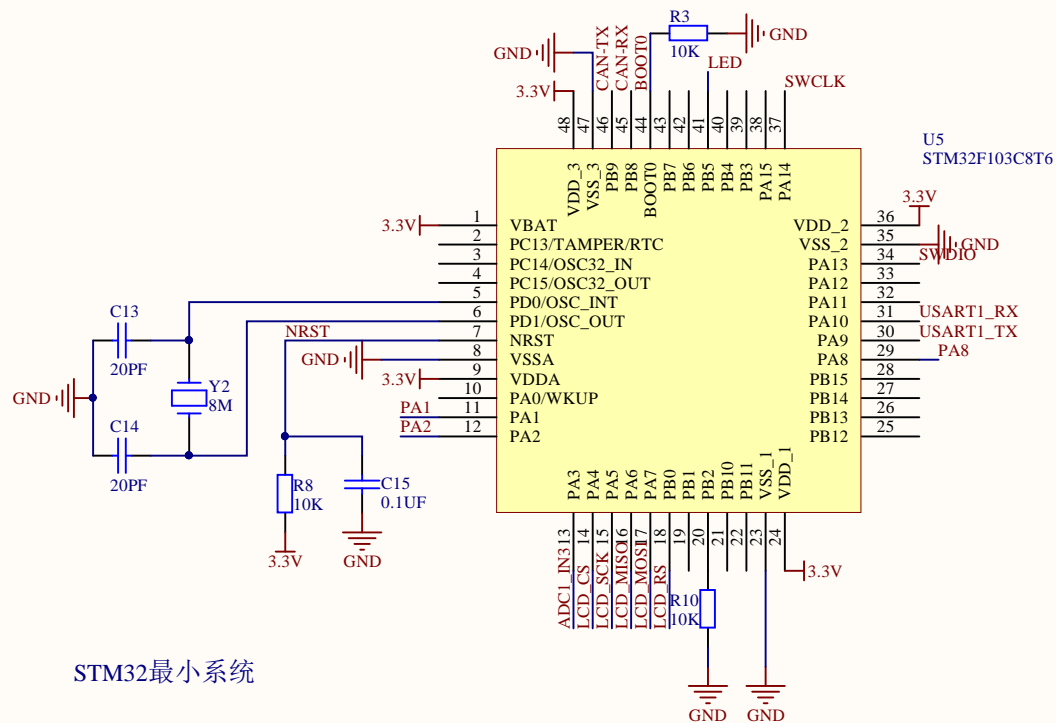 R3
10K
GND
GND
3.3V
CAN-TX
CAN-RX
BOOT0
LED
SWCLK
48
47
46
45
44
43
42
41
40
39
38
37
VDD_3
VSS_3
PB9
PB8
BOOT0
PB7
PB6
PB5
PB4
PB3
PA15
PA14
U5
STM32F103C8T6
3.3V
1
VBAT
2
PC13/TAMPER/RTC
3
PC14/OSC32_IN
4
PC15/OSC32_OUT
5
PD0/OSC_INT
6
PD1/OSC_OUT
NRST
7
NRST
GND
8
VSSA
3.3V
9
VDDA
10
PA0/WKUP
PA1
11
PA1
PA2
12
PA2
3.3V
VDD_2
36
VSS_2
35
GND
PA13
34
SWDIO
PA12
33
PA11
32
PA10
31
USART1_RX
PA9
30
USART1_TX
PA8
29
PA8
PB15
28
PB14
27
PB13
26
PB12
25
C13
20PF
Y2
8M
GND
C14
20PF
R8
10K
3.3V
C15
0.1UF
GND
PA3
PA4
PA5
PA6
PA7
PB0
PB1
PB2
PB10
PB11
VSS_1
VDD_1
13
14
15
16
17
18
19
20
21
22
23
24
ADC1_IN3
LCD_CS
LCD_SCK
LCD_MISO
LCD_MOSI
LCD_RS
3.3V
R10
10K
GND
GND
STM32最小系统